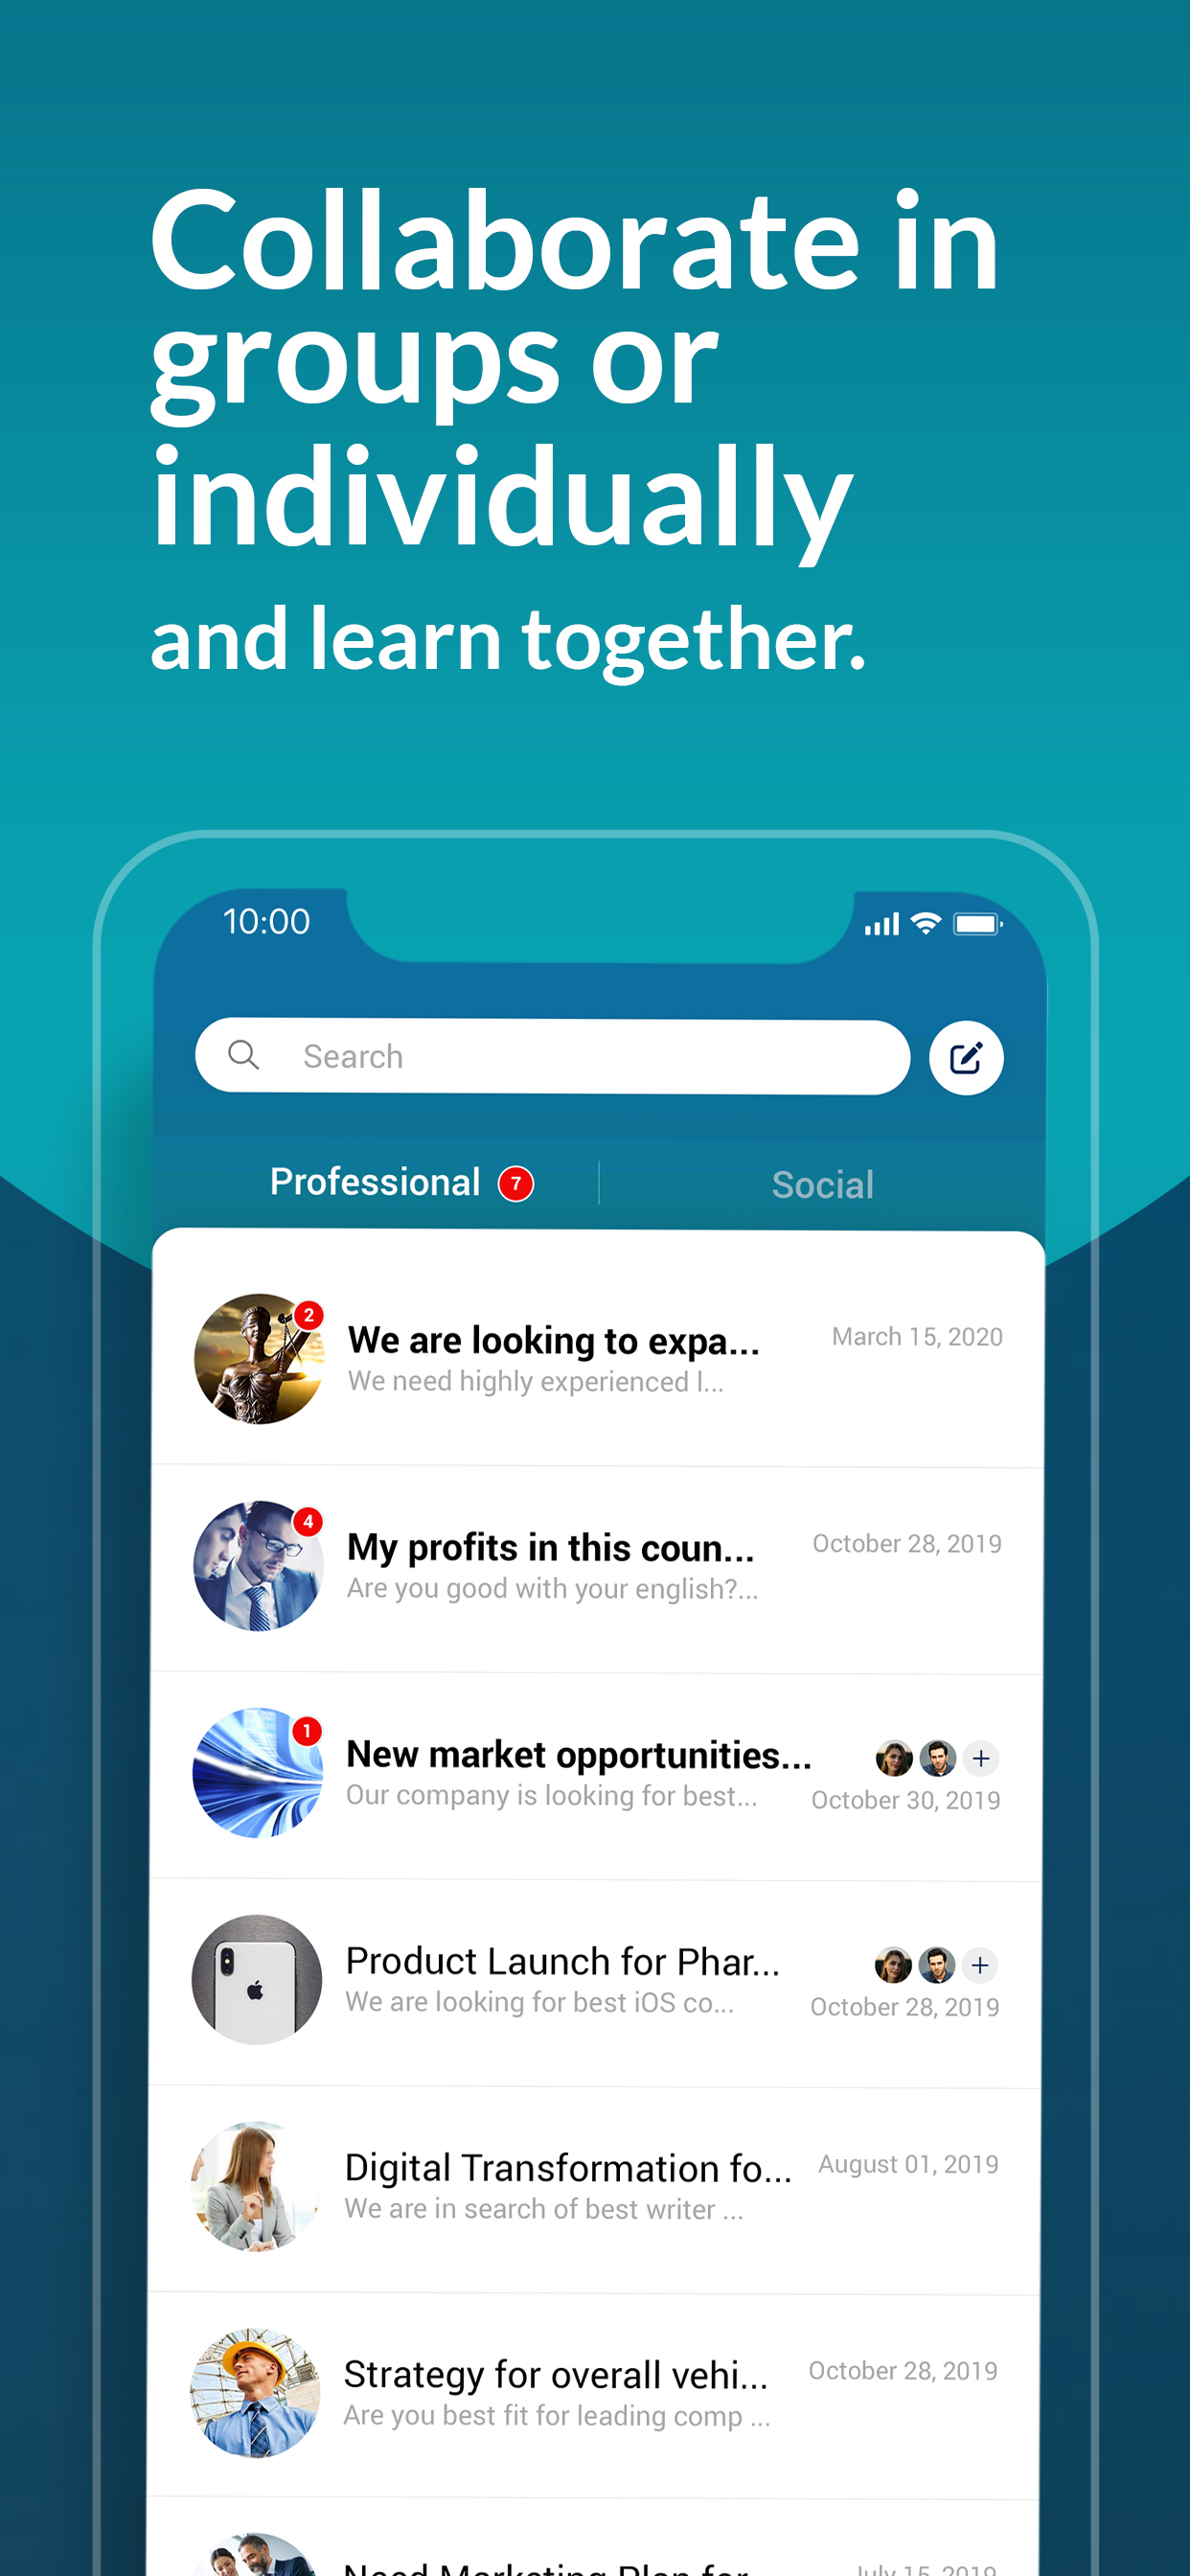 Collaborate in
groups or
individually
and learn together.
10:00
Search
Professional 7
Social
2
We are looking to expa...
March 15, 2020
We need highly experienced l...
4
My profits in this coun...
October 28, 2019
Are you good with your english?...
1
New market opportunities...
Our company is looking for best...
October 30, 2019
Product Launch for Phar...
We are looking for best iOS co...
October 28, 2019
Digital Transformation fo...
August 01, 2019
We are in search of best writer ...
Strategy for overall vehi...
October 28, 2019
Are you best fit for leading comp ...
Need Marketing Plan for
July 15, 2019